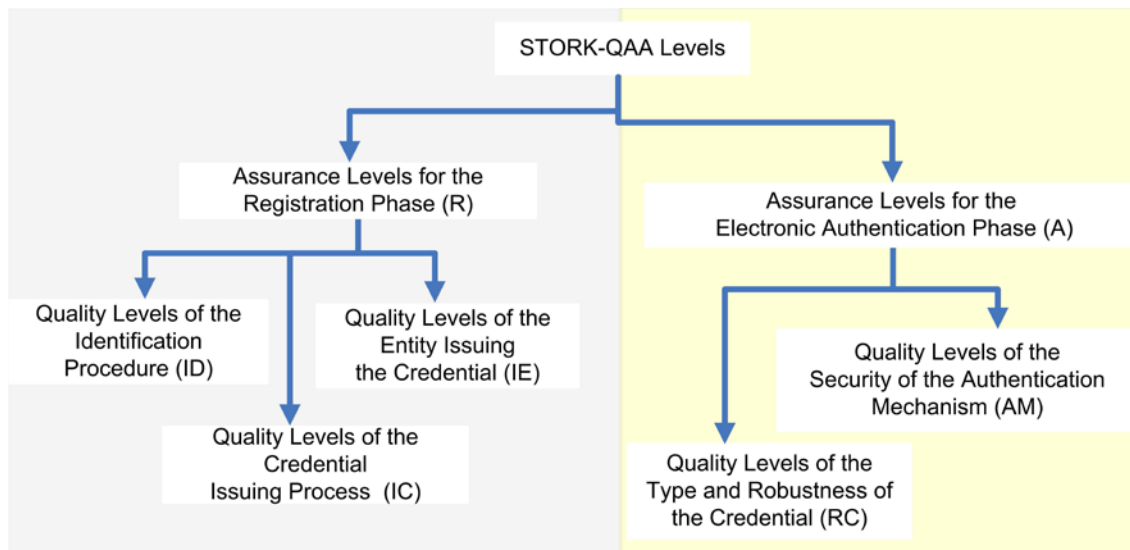 STORK-QAA Levels
Assurance Levels for the
Registration Phase (R)
Assurance Levels for the
Electronic Authentication Phase (A)
Quality Levels of the
Identification
Procedure (ID)
Quality Levels of the
Entity Issuing
the Credential (IE)
Quality Levels of the
Credential
Issuing Process (IC)
Quality Levels of the
Security of the Authentication
Mechanism (AM)
Quality Levels of the
Type and Robustness of
the Credential (RC)